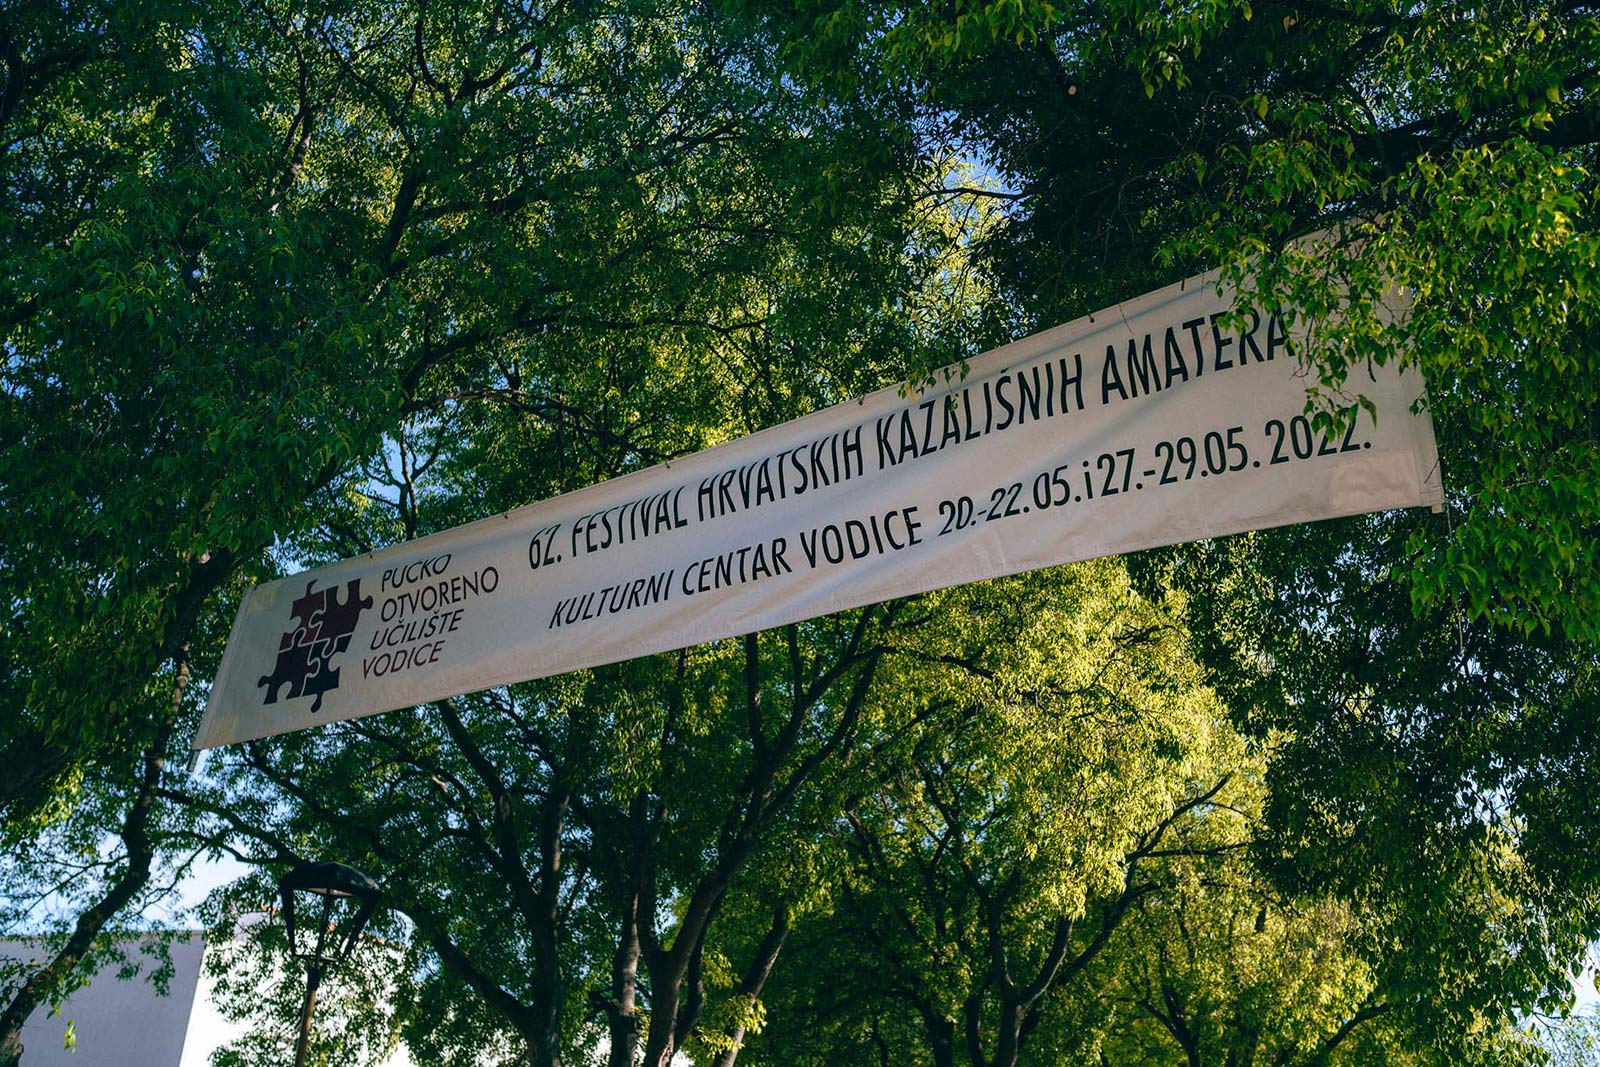 PUČKO
OTVORENO
UČILIŠTE
VODICE
62. FESTIVAL HRVATSKIH KAZALIŠNIH AMATERA
KULTURNI CENTAR VODICE 20.-22.05. i 27.-29.05. 2022.